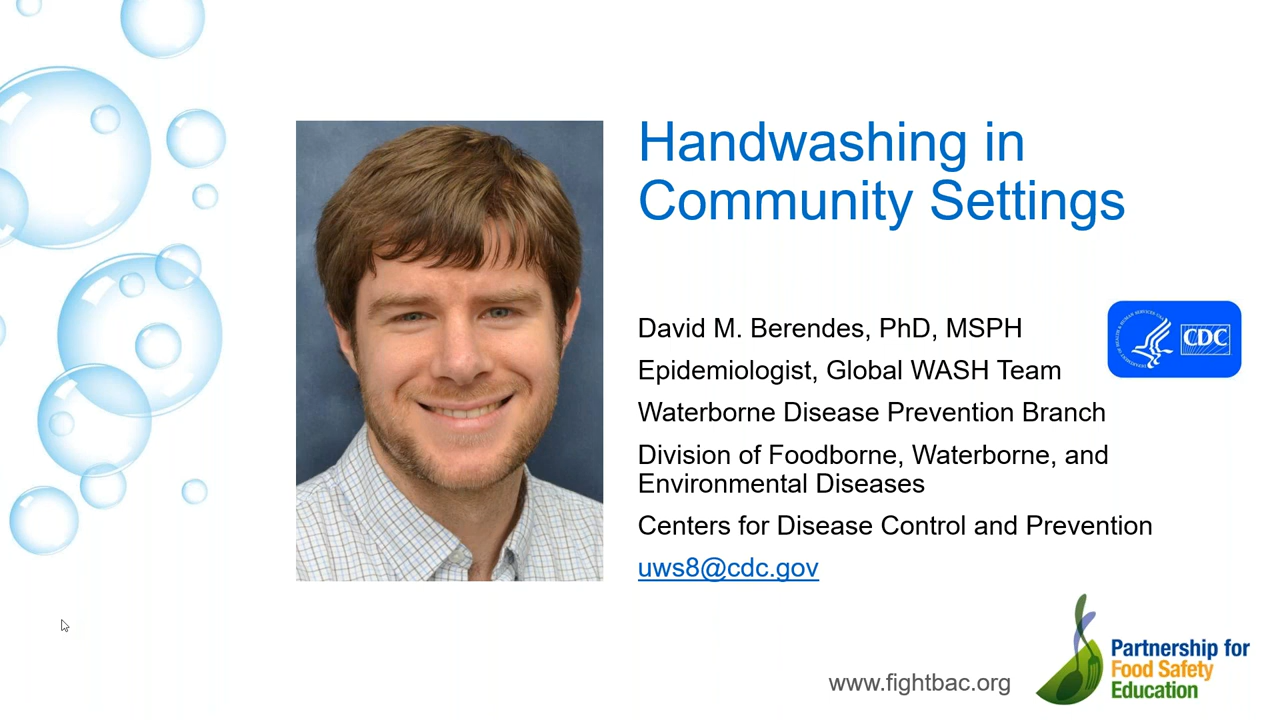 Handwashing in
Community Settings
David M. Berendes, PhD, MSPH
Epidemiologist, Global WASH Team
Waterborne Disease Prevention Branch
Division of Foodborne, Waterborne, and
Environmental Diseases
Centers for Disease Control and Prevention
uws8@cdc.gov
CDC
www.fightbac.org
Partnership for
Food Safety
Education